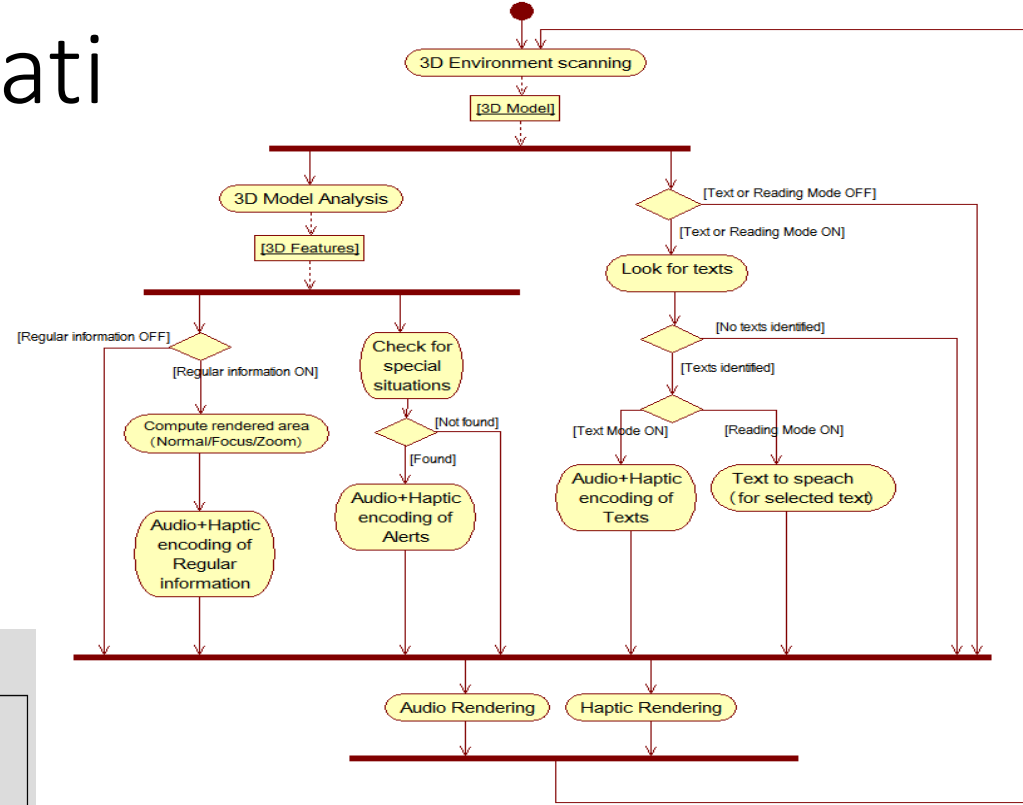 ati
3D Environment scanning
[3D Model]
3D Model Analysis
[3D Features]
[Text or Reading Mode OFF]
[Text or Reading Mode ON]
Look for texts
[Regular information OFF]
[Regular information ON]
Check for
special
situations
[No texts identified]
[Texts identified]
Compute rendered area
(Normal/Focus/Zoom)
[Not found]
[Found]
[Text Mode ON]
[Reading Mode ON]
Audio+Haptic
encoding of
Regular
information
Audio+Haptic
encoding of
Alerts
Audio+Haptic
encoding of
Texts
Text to speach
(for selected text)
Audio Rendering
Haptic Rendering